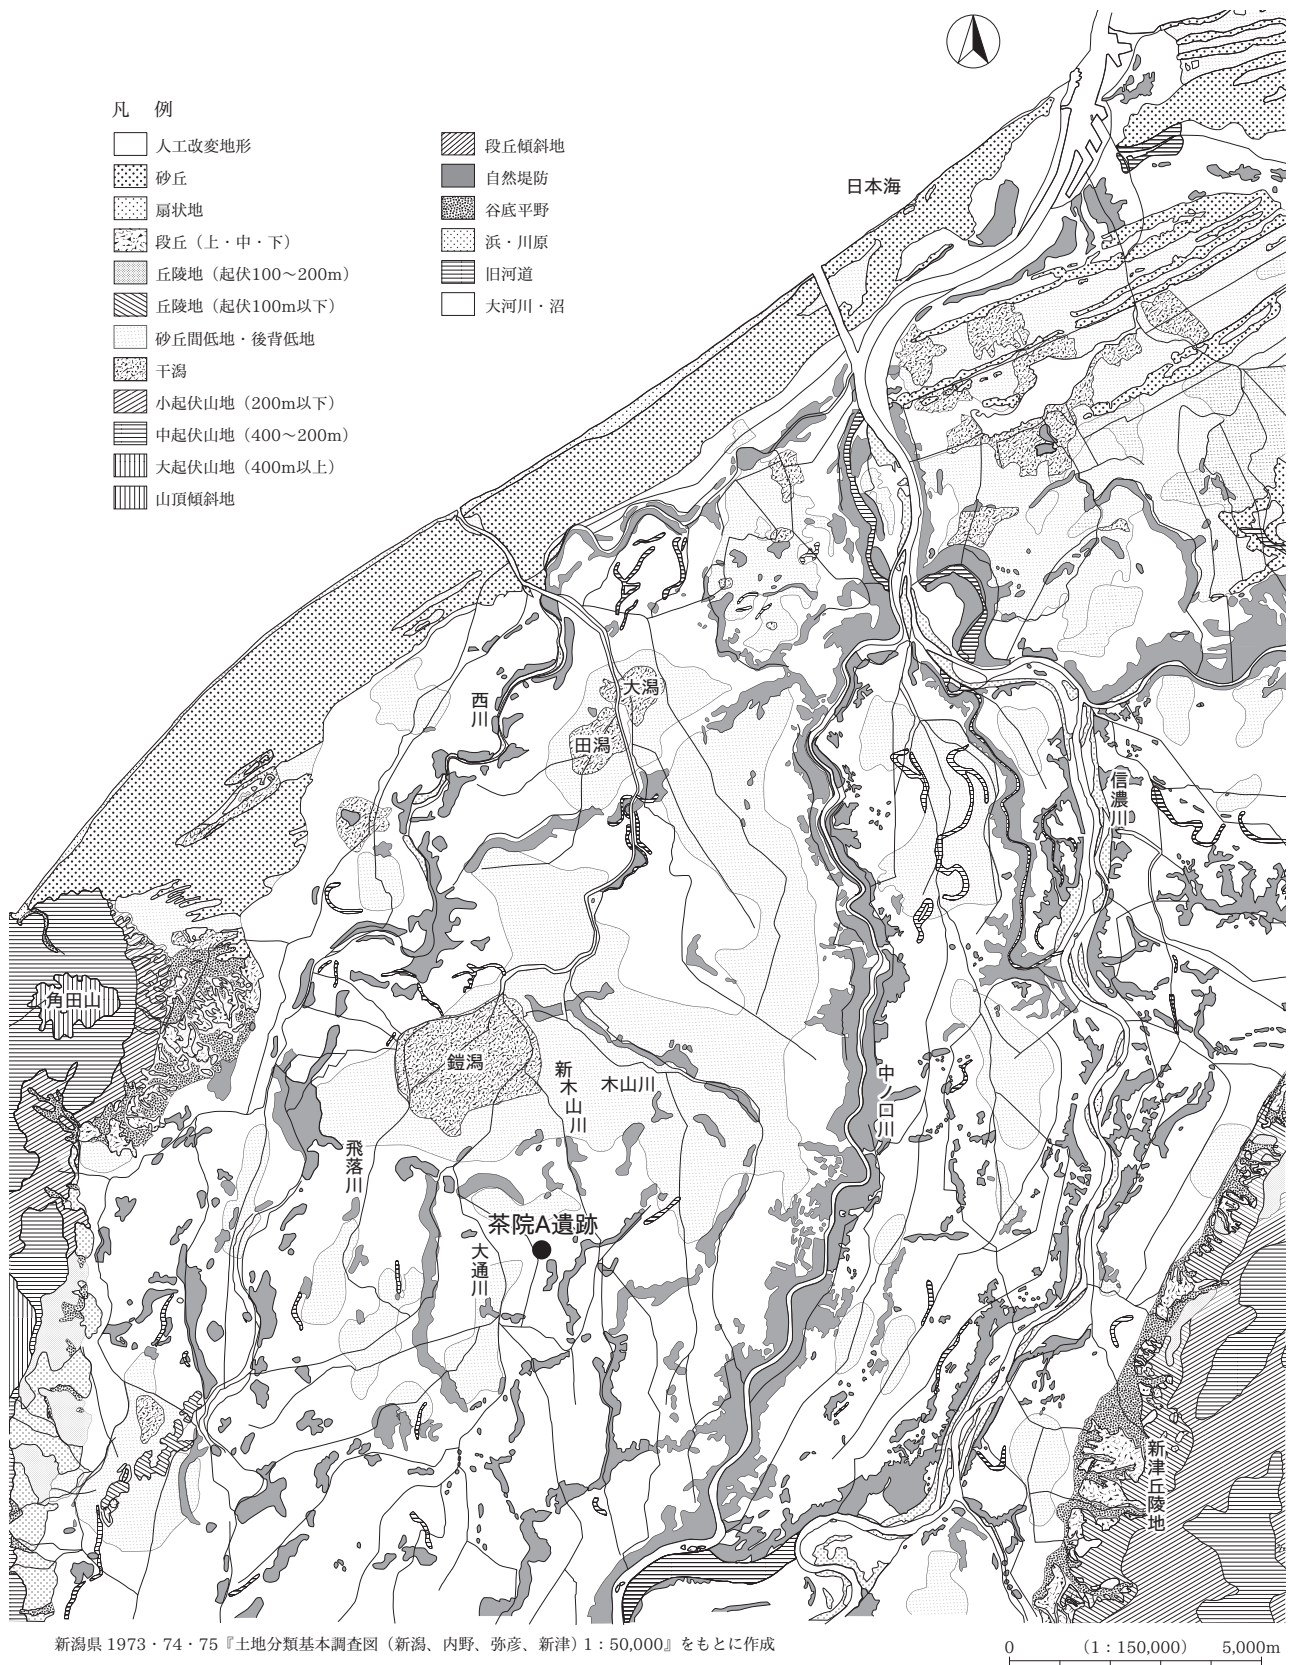 凡 例
人工改変地形
砂丘
扇状地
段丘（上・中・下）
丘陵地（起伏100～200m）
丘陵地（起伏100m以下）
砂丘間低地・後背低地
干潟
小起伏山地（200m以下）
中起伏山地（400～200m）
大起伏山地（400m以上）
山頂傾斜地
段丘傾斜地
自然堤防
谷底平野
浜・川原
旧河道
大河川・沼
日本海
大潟
西川
田潟
信濃川
角田山
鎧潟
新木山川
木山川
中ノ口川
飛落川
茶院A遺跡
大通川
新津丘陵地
新潟県 1973・74・75『土地分類基本調査図（新潟、内野、弥彦、新津）1：50,000』をもとに作成
0 （1：150,000） 5,000m